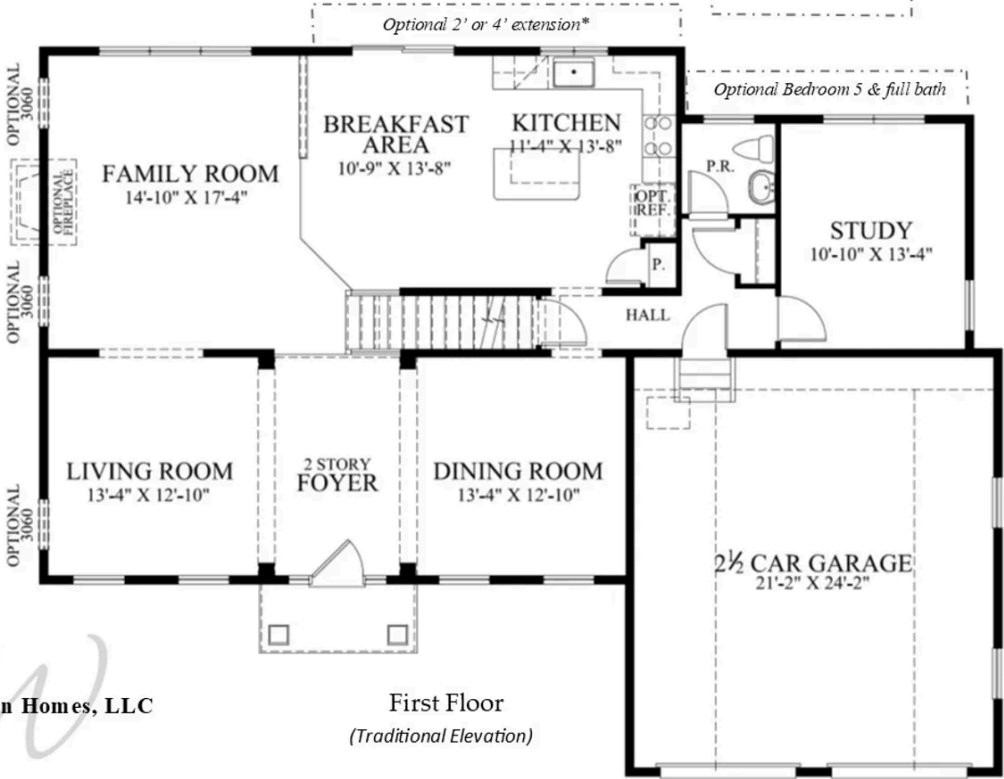 Optional 2' or 4' extension*
Optional Bedroom 5 & full bath
OPTIONAL
3060
FAMILY ROOM
14'-10" X 17'-4"
OPTIONAL
FIREPLACE
OPTIONAL
3060
BREAKFAST
AREA
10'-9" X 13'-8"
KITCHEN
11'-4" X 13'-8"
OPT.
REF.
P.
P.R.
STUDY
10'-10" X 13'-4"
HALL
LIVING ROOM
13'-4" X 12'-10"
OPTIONAL
3060
2 STORY
FOYER
DINING ROOM
13'-4" X 12'-10"
2½ CAR GARAGE
21'-2" X 24'-2"
n Homes, LLC
First Floor
(Traditional Elevation)